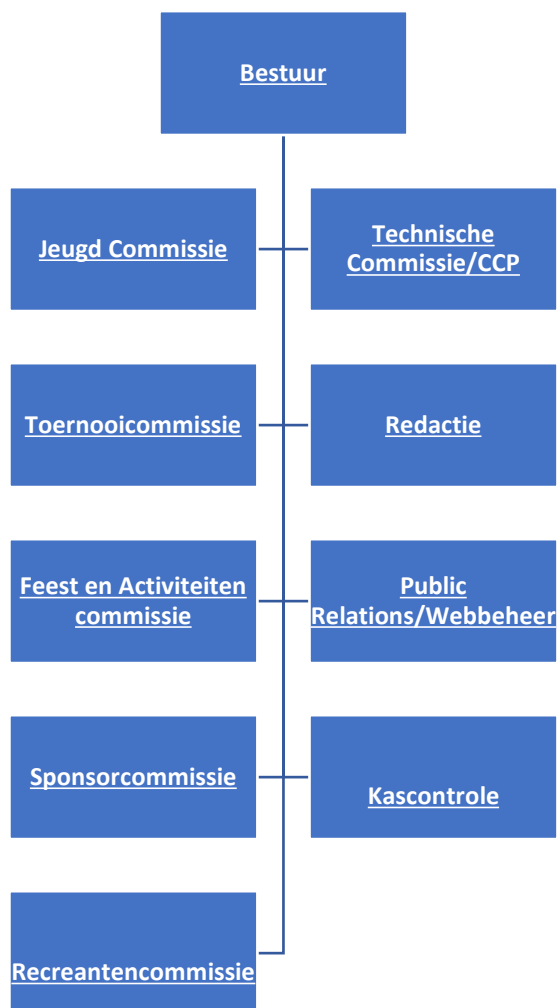 Bestuur
Jeugd Commissie
Technische
Commissie/CCP
Toernooicommissie
Redactie
Feest en Activiteiten
commissie
Public
Relations/Webbeheer
Sponsorcommissie
Kascontrole
Recreantencommissie